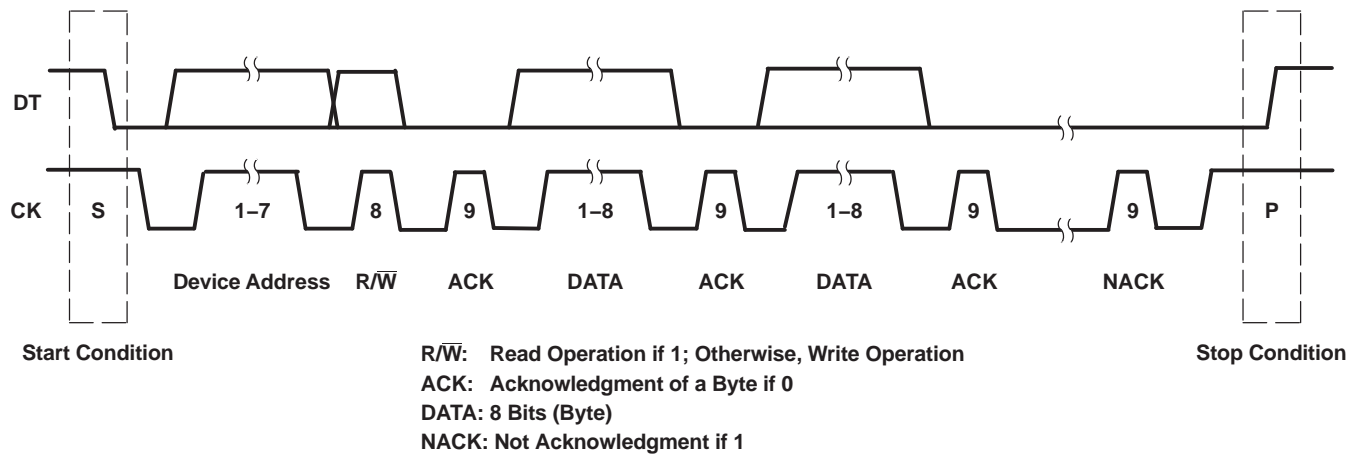 DT
CK
S
1–7
8
9
1–8
9
1–8
9
9
P
Device Address
R/W̅
ACK
DATA
ACK
DATA
ACK
NACK
Start Condition
Stop Condition
R/W̅: Read Operation if 1; Otherwise, Write Operation
ACK: Acknowledgment of a Byte if 0
DATA: 8 Bits (Byte)
NACK: Not Acknowledgment if 1